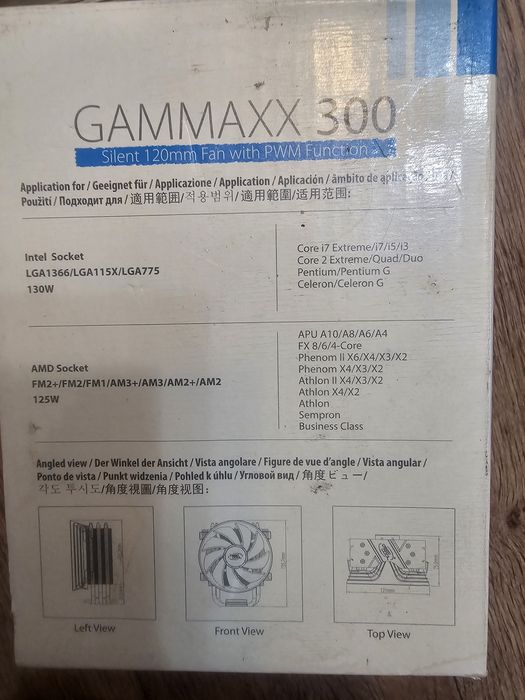 GAMMAXX 300
Silent 120mm Fan with PWM Function
Application for / Geeignet für / Applicazione / Application / Aplicación / âmbito de
Použití / Подходит для / 適用範囲/적용범위/適用範圍/适用范围:
Intel Socket
LGA1366/LGA115X/LGA775
130W
Core i7 Extreme/i7/i5/i3
Core 2 Extreme/Quad/Duo
Pentium/Pentium G
Celeron/Celeron G
AMD Socket
FM2+/FM2/FM1/AM3+/AM3/AM2+/AM2
125W
APU A10/A8/A6/A4
FX 8/6/4-Core
Phenom II X6/X4/X3/X2
Phenom X4/X3/X2
Athlon II X4/X3/X2
Athlon X4/X2
Athlon
Sempron
Business Class
Angled view / Der Winkel der Ansicht / Vista angolare / Figure de vue d'angle / Vista angular /
Ponto de vista / Punkt widzenia / Pohled k úhlu / Угловой вид / 角度ビュー/
각도 투시도/角度視圖/角度视图:
Left View
Front View
121mm
Top View